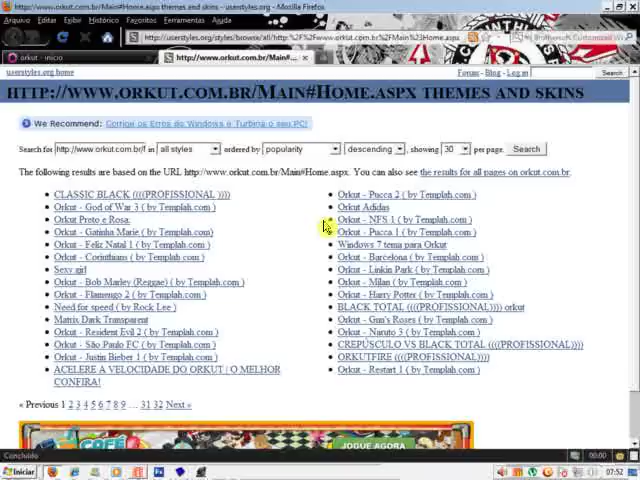 http://www.orkut.com.br/Main#Home.aspx themes and skins - userstyles.org - Mozilla Firefox
Arquivo Editar Exibir Histórico Favoritos Ferramentas Ajuda
http://userstyles.org/styles/browse/all/http:%2F%2Fwww.orkut.com.br%2FMain%23Home.aspx
Brothersoft Customized Web
orkut - início
http://www.orkut.com.br/Main#...
userstyles.org home
Forum - Blog - Log in
Search
HTTP://WWW.ORKUT.COM.BR/MAIN#HOME.ASPX THEMES AND SKINS
We Recommend: Corrija os Erros do Windows e Turbina o seu PC!
Search for http://www.orkut.com.br/f in all styles ordered by popularity descending , showing 30 per page. Search
The following results are based on the URL http://www.orkut.com.br/Main#Home.aspx. You can also see the results for all pages on orkut.com.br.
CLASSIC BLACK ((((PROFISSIONAL ))))
Orkut - God of War 3 ( by Templah.com )
Orkut Preto e Rosa:
Orkut - Gatinha Marie ( by Templah.com)
Orkut - Feliz Natal 1 ( by Templah.com )
Orkut - Corinthians ( by Templah.com )
Sexy girl
Orkut - Bob Marley (Reggae) ( by Templah.com )
Orkut - Flamengo 2 ( by Templah.com )
Need for speed ( by Rock Lee )
Matrix Dark Transparent
Orkut - Resident Evil 2 ( by Templah.com )
Orkut - São Paulo FC ( by Templah.com )
Orkut - Justin Bieber 1 ( by Templah.com )
ACELERE A VELOCIDADE DO ORKUT | O MELHOR
CONFIRA!
Orkut - Pucca 2 ( by Templah.com )
Orkut Adidas
Orkut - NFS 1 ( by Templah.com )
Orkut - Pucca 1 ( by Templah.com )
Windows 7 tema para Orkut
Orkut - Barcelona ( by Templah.com )
Orkut - Linkin Park ( by Templah.com )
Orkut - Milan ( by Templah.com )
Orkut - Harry Potter ( by Templah.com )
BLACK TOTAL ((((PROFISSIONAL)))) orkut
Orkut - Gun's Roses ( by Templah.com )
Orkut - Naruto 3 ( by Templah.com )
CREPÚSCULO VS BLACK TOTAL ((((PROFISSIONAL))))
ORKUTFIRE ((((PROFISSIONAL))))
Orkut - Restart 1 ( by Templah.com )
« Previous 1 2 3 4 5 6 7 8 9 … 31 32 Next »
CAFÉ
JOGUE AGORA
Concluído
00:00
Iniciar
07:52